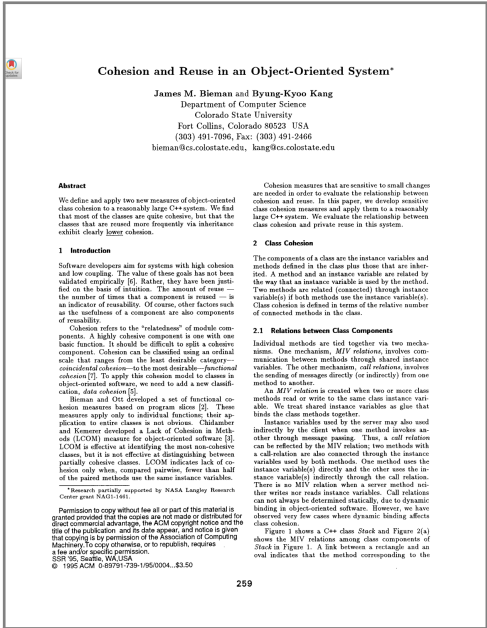 Cohesion and Reuse in an Object-Oriented System*
James M. Bieman and Byung-Kyoo Kang
Department of Computer Science
Colorado State University
Fort Collins, Colorado 80523 USA
(303) 491-7096, Fax: (303) 491-2466
bieman@cs.colostate.edu, kang@cs.colostate.edu
Abstract
We define and apply two new measures of object-oriented
class cohesion to a reasonably large C++ system. We find
that most of the classes are quite cohesive, but that the
classes that are reused more frequently via inheritance
exhibit clearly lower cohesion.
1 Introduction
Software developers aim for systems with high cohesion
and low coupling. The value of these goals has not been
validated empirically [6]. Rather, they have been justi-
fied on the basis of intuition. The amount of reuse —
the number of times that a component is reused — is
an indicator of reusability. Of course, other factors such
as the usefulness of a component are also components
of reusability.
Cohesion refers to the "relatedness" of module com-
ponents. A highly cohesive component is one with one
basic function. It should be difficult to split a cohesive
component. Cohesion can be classified using an ordinal
scale that ranges from the least desirable category—
coincidental cohesion—to the most desirable—functional
cohesion [7]. To apply this cohesion model to classes in
object-oriented software, we need to add a new classifi-
cation, data cohesion [5].
Bieman and Ott developed a set of functional co-
hesion measures based on program slices [2]. These
measures apply only to individual functions; their ap-
plication to entire classes is not obvious. Chidamber
and Kemerer developed a Lack of Cohesion in Meth-
ods (LCOM) measure for object-oriented software [3].
LCOM is effective at identifying the most non-cohesive
classes, but it is not effective at distinguishing between
partially cohesive classes. LCOM indicates lack of co-
hesion only when, compared pairwise, fewer than half
of the paired methods use the same instance variables.
*Research partially supported by NASA Langley Research
Center grant NAG1-1461.
Permission to copy without fee all or part of this material is
granted provided that the copies are not made or distributed for
direct commercial advantage, the ACM copyright notice and the
title of the publication and its date appear, and notice is given
that copying is by permission of the Association of Computing
Machinery. To copy otherwise, or to republish, requires
a fee and/or specific permission.
SSR '95, Seattle, WA, USA
© 1995 ACM 0-89791-739-1/95/0004...$3.50
Cohesion measures that are sensitive to small changes
are needed in order to evaluate the relationship between
cohesion and reuse. In this paper, we develop sensitive
class cohesion measures and apply them to a reasonably
large C++ system. We evaluate the relationship between
class cohesion and private reuse in this system.
2 Class Cohesion
The components of a class are the instance variables and
methods defined in the class plus those that are inher-
ited. A method and an instance variable are related by
the way that an instance variable is used by the method.
Two methods are related (connected) through instance
variable(s) if both methods use the instance variable(s).
Class cohesion is defined in terms of the relative number
of connected methods in the class.
2.1 Relations between Class Components
Individual methods are tied together via two mecha-
nisms. One mechanism, MIV relations, involves com-
munication between methods through shared instance
variables. The other mechanism, call relations, involves
the sending of messages directly (or indirectly) from one
method to another.
An MIV relation is created when two or more class
methods read or write to the same class instance vari-
able. We treat shared instance variables as glue that
binds the class methods together.
Instance variables used by the server may also used
indirectly by the client when one method invokes an-
other through message passing. Thus, a call relation
can be reflected by the MIV relation; two methods with
a call-relation are also connected through the instance
variables used by both methods. One method uses the
instance variable(s) directly and the other uses the in-
stance variable(s) indirectly through the call relation.
There is no MIV relation when a server method nei-
ther writes nor reads instance variables. Call relations
can not always be determined statically, due to dynamic
binding in object-oriented software. However, we have
observed very few cases where dynamic binding affects
class cohesion.
Figure 1 shows a C++ class Stack and Figure 2(a)
shows the MIV relations among class components of
Stack in Figure 1. A link between a rectangle and an
oval indicates that the method corresponding to the
259